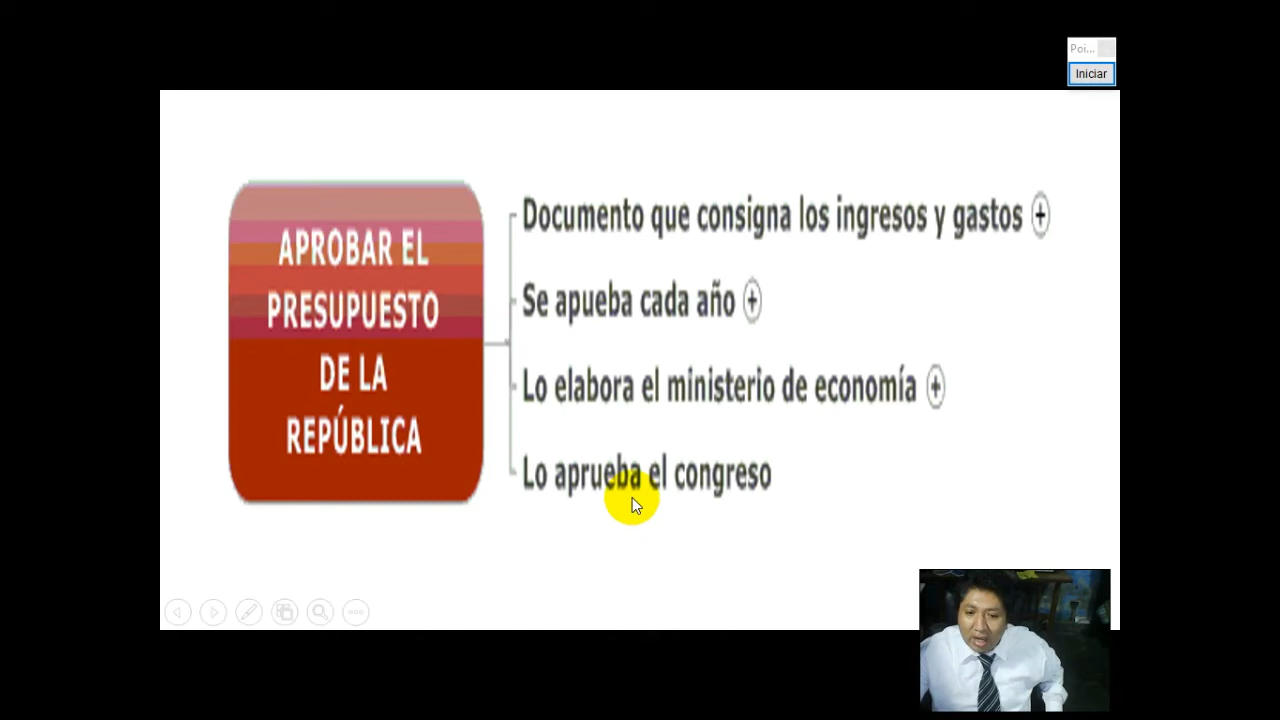 Poi...
Iniciar
APROBAR EL
PRESUPUESTO
DE LA
REPÚBLICA
Documento que consigna los ingresos y gastos
Se apueba cada año
Lo elabora el ministerio de economía
Lo aprueba el congreso